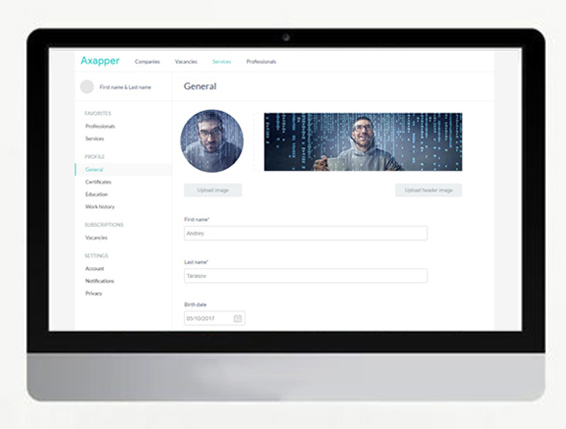 Axapper Companies Vacancies Services Professionals
First name & Last name
General
FAVORITES
Professionals
Services
PROFILE
General
Certificates
Education
Work history
SUBSCRIPTIONS
Vacancies
SETTINGS
Account
Notifications
Privacy
Upload image
Upload header image
First name*
Andrey
Last name*
Tarasov
Birth date
05/10/2017